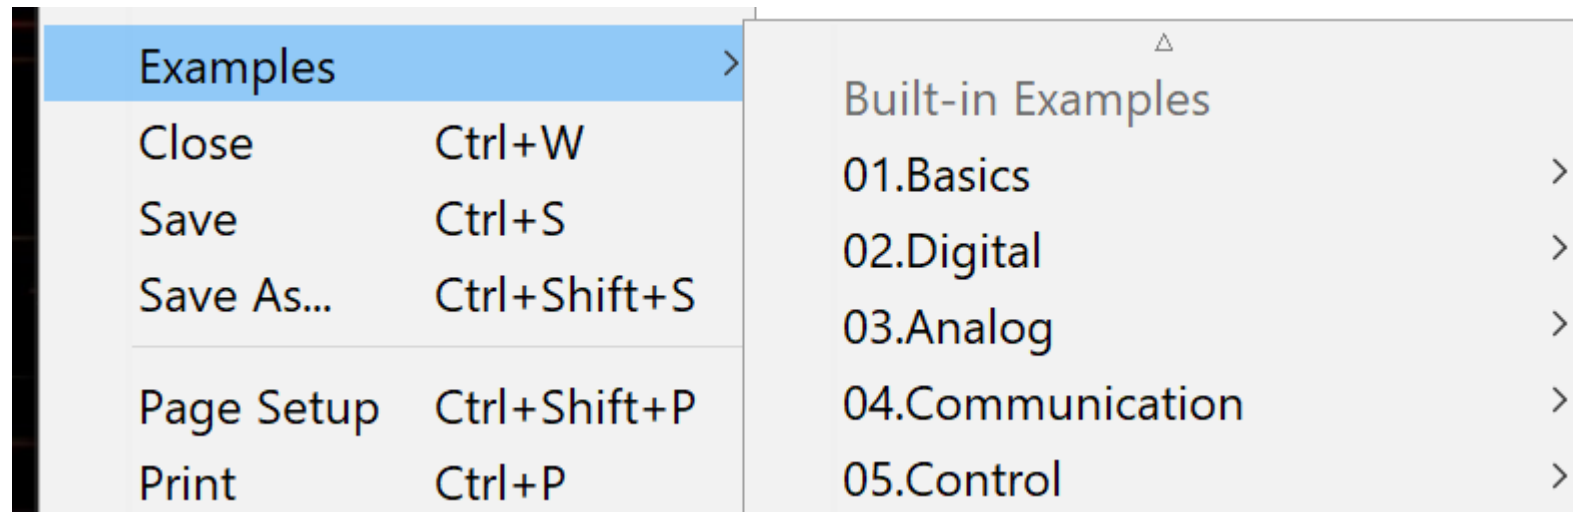 Examples
Close Ctrl+W
Save Ctrl+S
Save As... Ctrl+Shift+S
Page Setup Ctrl+Shift+P
Print Ctrl+P
Built-in Examples
01.Basics
02.Digital
03.Analog
04.Communication
05.Control